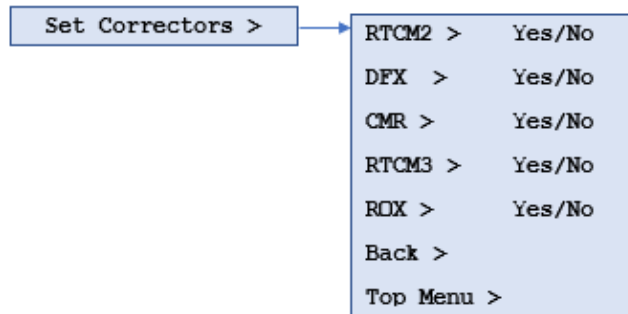 Set Correctors >
RTCM2 > Yes/No
DFX > Yes/No
CMR > Yes/No
RTCM3 > Yes/No
ROX > Yes/No
Back >
Top Menu >